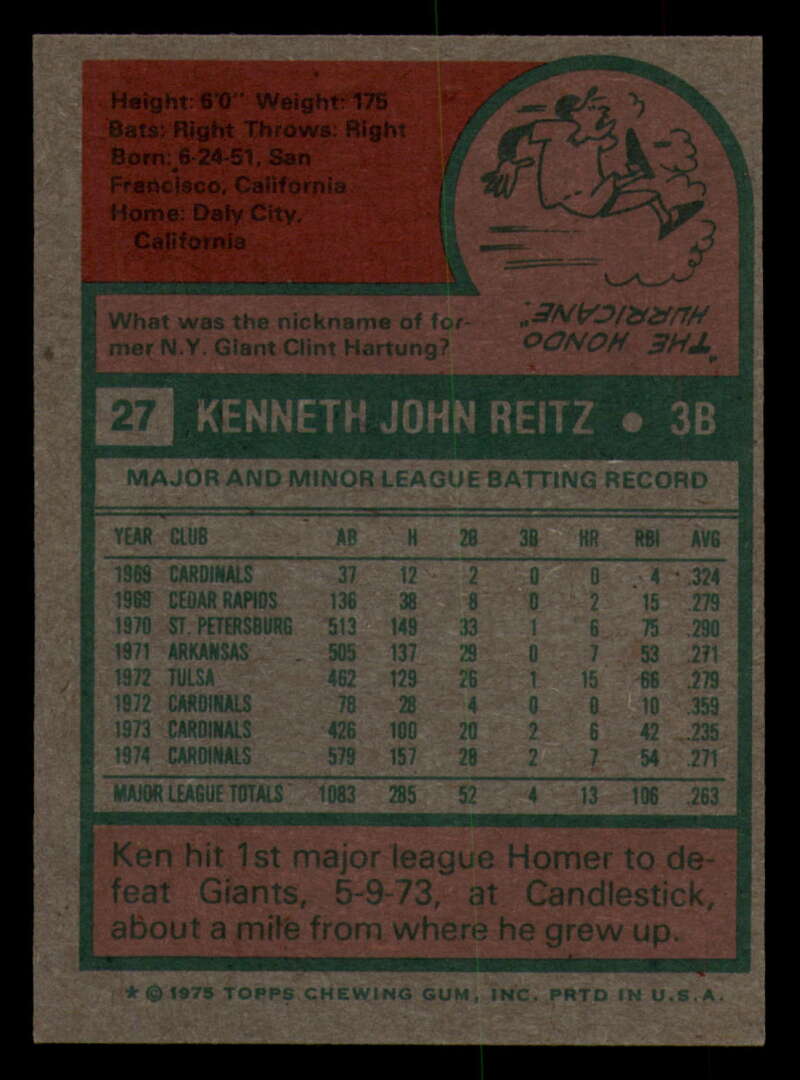 Height: 6'0" Weight: 175
Bats: Right Throws: Right
Born: 6-24-51, San
Francisco, California
Home: Daly City,
California
What was the nickname of for-
mer N.Y. Giant Clint Hartung?
"THE HONDO
HURRICANE."
27 KENNETH JOHN REITZ • 3B
MAJOR AND MINOR LEAGUE BATTING RECORD
YEAR CLUB AB H 2B 3B HR RBI AVG
1969 CARDINALS 37 12 2 0 0 4 .324
1969 CEDAR RAPIDS 136 38 8 0 2 15 .279
1970 ST. PETERSBURG 513 149 33 1 6 75 .290
1971 ARKANSAS 505 137 29 0 7 53 .271
1972 TULSA 462 129 26 1 15 66 .279
1972 CARDINALS 78 28 4 0 0 10 .359
1973 CARDINALS 426 100 20 2 6 42 .235
1974 CARDINALS 579 157 28 2 7 54 .271
MAJOR LEAGUE TOTALS 1083 285 52 4 13 106 .263
Ken hit 1st major league Homer to de-
feat Giants, 5-9-73, at Candlestick,
about a mile from where he grew up.
* © 1975 TOPPS CHEWING GUM, INC. PRTD IN U.S.A.